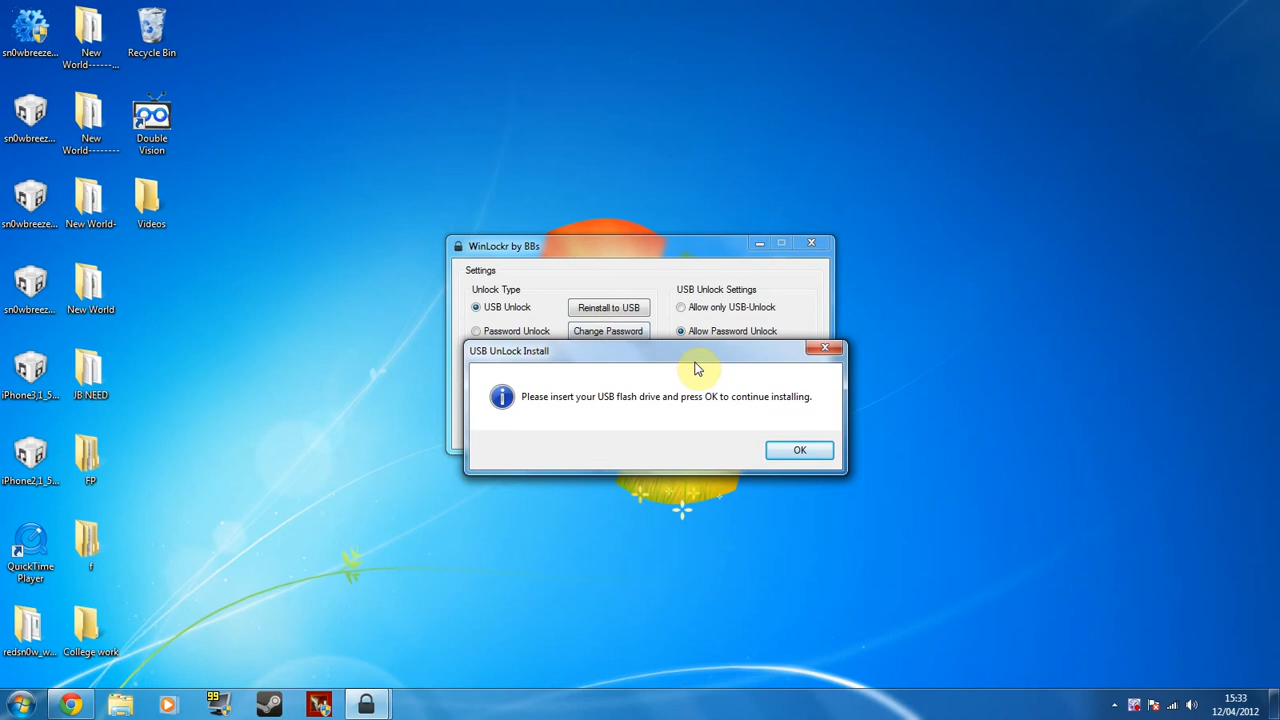 sn0wbreeze...
New
World------...
Recycle Bin
sn0wbreez...
New
World--------
Double
Vision
sn0wbreez...
New World-
Videos
sn0wbreez...
New World
iPhone3,1_5...
JB NEED
iPhone2,1_5...
FP
QuickTime
Player
f
redsn0w_w...
College work
WinLockr by BBs
Settings
Unlock Type
USB Unlock Settings
USB Unlock
Reinstall to USB
Allow only USB-Unlock
Password Unlock
Change Password
Allow Password Unlock
USB UnLock Install
Please insert your USB flash drive and press OK to continue installing.
OK
99
15:33
12/04/2012